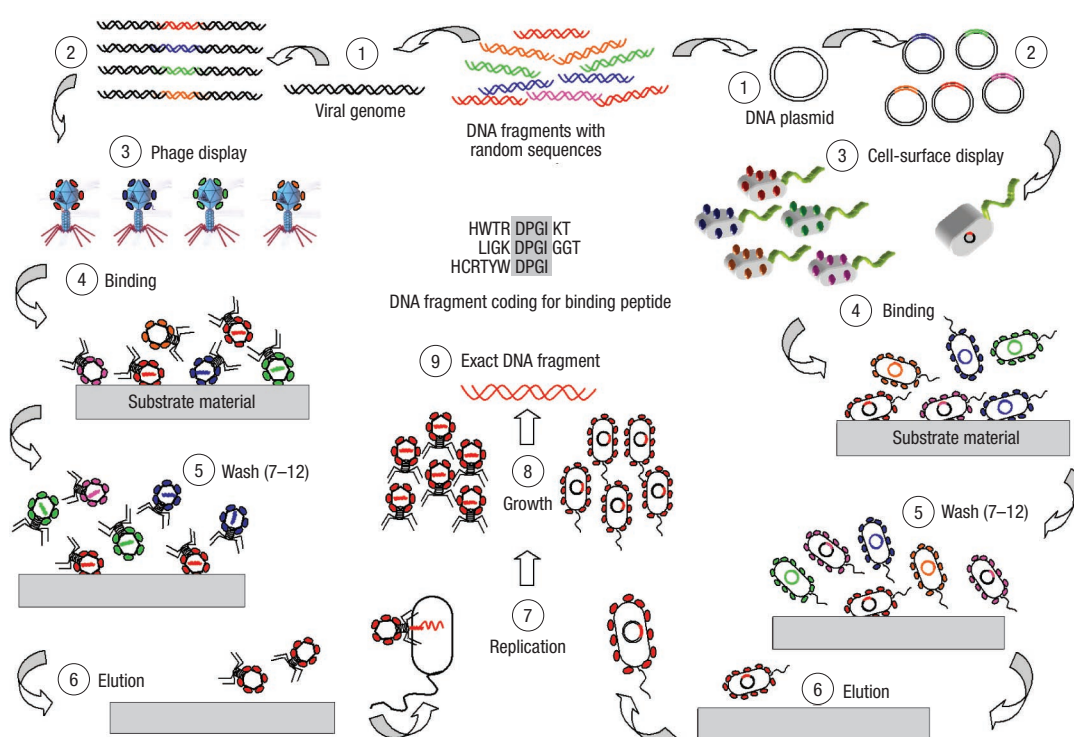 2
1
Viral genome
DNA fragments with
random sequences
1
DNA plasmid
2
3 Phage display
3 Cell-surface display
HWTR DPGI KT
LIGK DPGI GGT
HCRTYW DPGI
DNA fragment coding for binding peptide
4 Binding
Substrate material
4 Binding
Substrate material
9 Exact DNA fragment
5 Wash (7–12)
8
Growth
5 Wash (7–12)
7
Replication
6 Elution
6 Elution